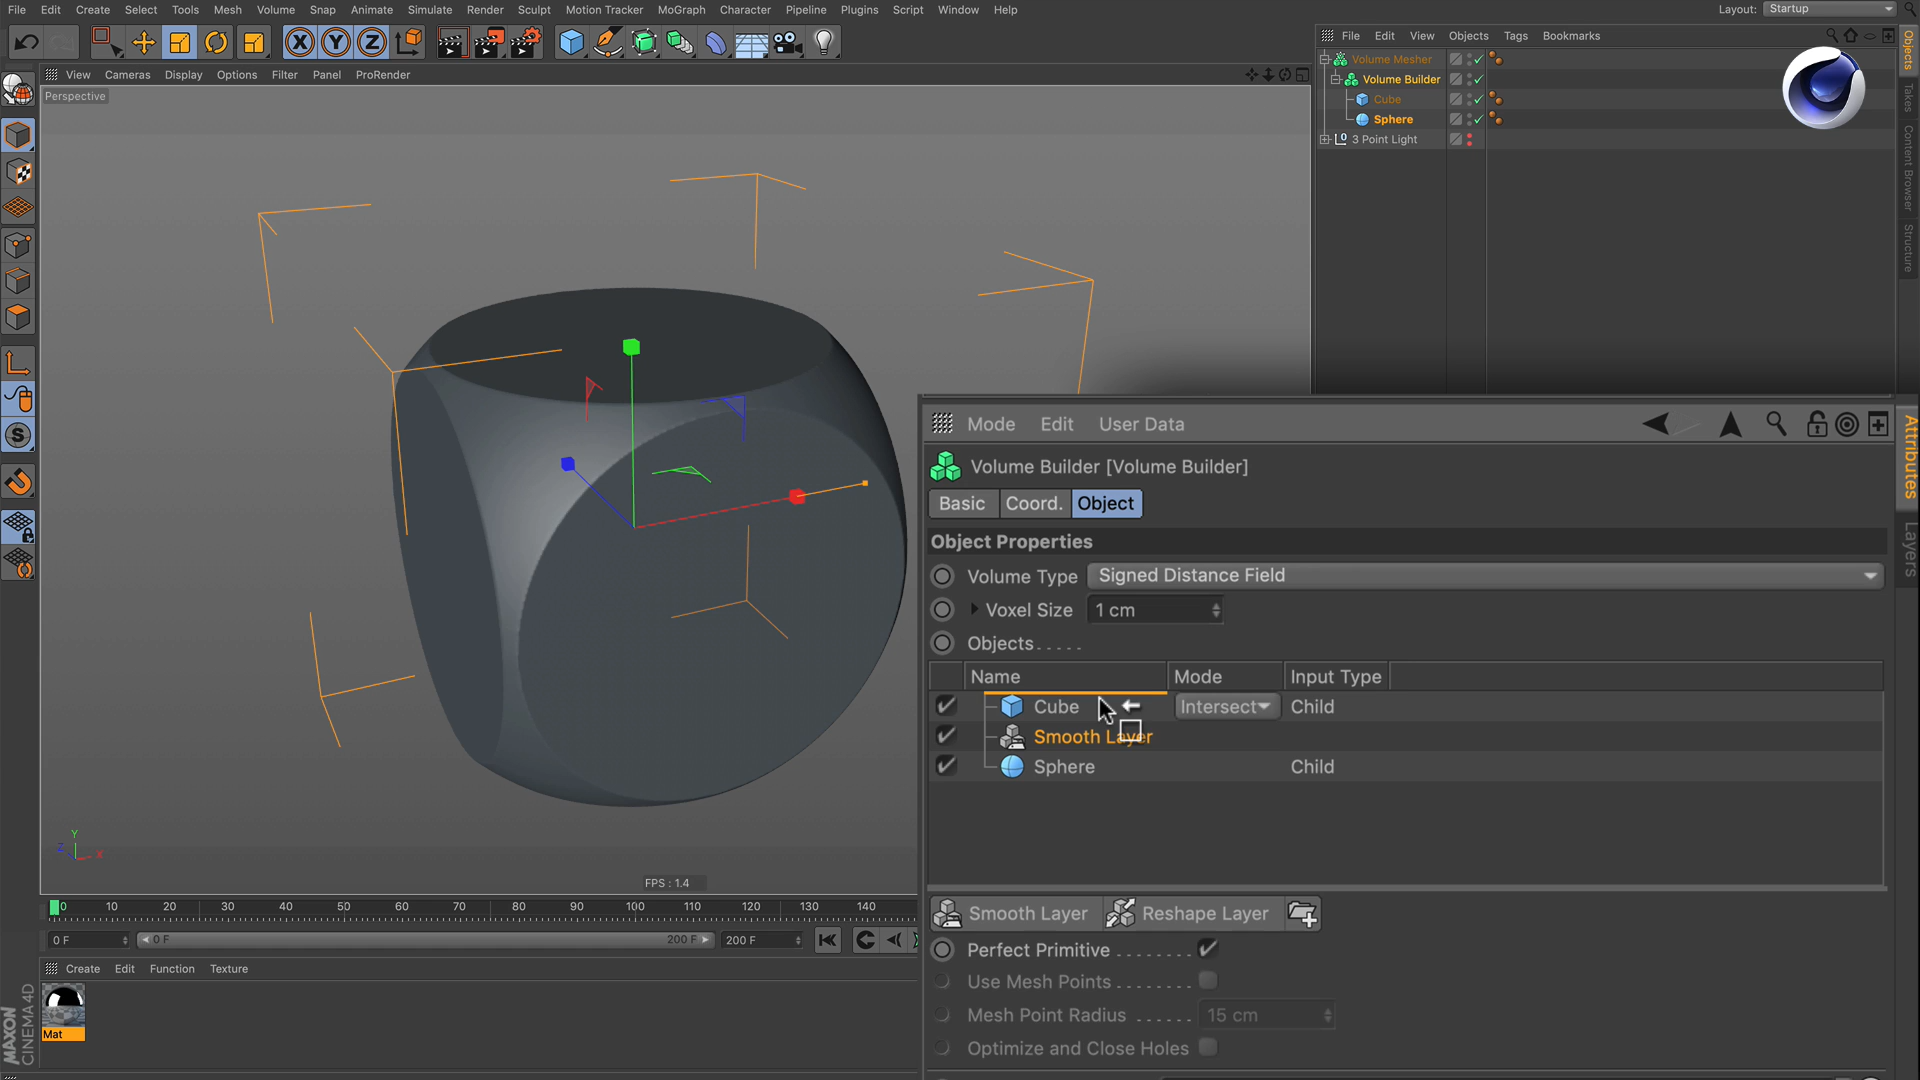 File Edit Create Select Tools Mesh Volume Snap Animate Simulate Render Sculpt Motion Tracker MoGraph Character Pipeline Plugins Script Window Help
Layout: Startup
X Y Z
File Edit View Objects Tags Bookmarks
Volume Mesher
Volume Builder
Cube
Sphere
3 Point Light
Objects
Takes
Content Browser
Structure
View Cameras Display Options Filter Panel ProRender
Perspective
FPS : 1.4
Y
Z
X
Mode Edit User Data
Volume Builder [Volume Builder]
Basic Coord. Object
Object Properties
Volume Type Signed Distance Field
Voxel Size 1 cm
Objects . . . . .
Name Mode Input Type
Cube Intersect Child
Smooth Layer
Sphere Child
Smooth Layer Reshape Layer
Perfect Primitive . . . . . . . .
Use Mesh Points . . . . . . . .
Mesh Point Radius . . . . . . 15 cm
Optimize and Close Holes
Attributes
Layers
0 10 20 30 40 50 60 70 80 90 100 110 120 130 140
0 F 0 F 200 F 200 F
Create Edit Function Texture
Mat
MAXON
CINEMA4D